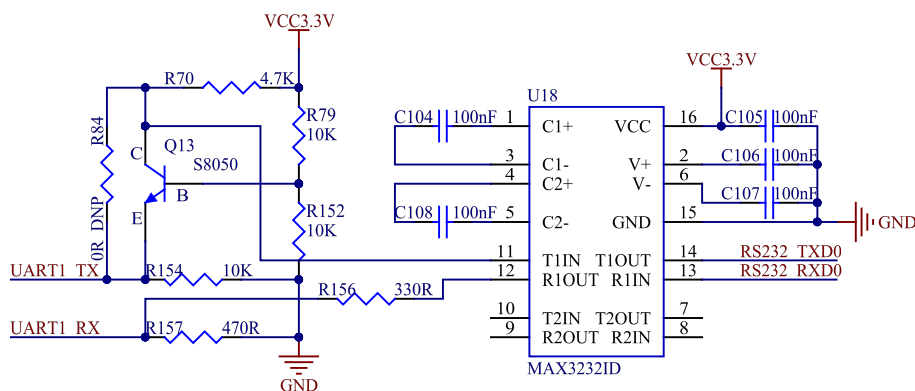 VCC3.3V
R70 4.7K
R84
0R DNP
C
Q13
S8050
B
E
R79
10K
R152
10K
UART1 TX
R154 10K
R156 330R
UART1 RX
R157 470R
GND
U18
C104 100nF
1 C1+
3 C1-
4 C2+
C108 100nF
5 C2-
11 T1IN
12 R1OUT
10 T2IN
9 R2OUT
VCC3.3V
VCC 16
C105 100nF
V+ 2
C106 100nF
V- 6
C107 100nF
GND 15
GND
T1OUT 14
RS232 TXD0
R1IN 13
RS232 RXD0
T2OUT 7
R2IN 8
MAX3232ID